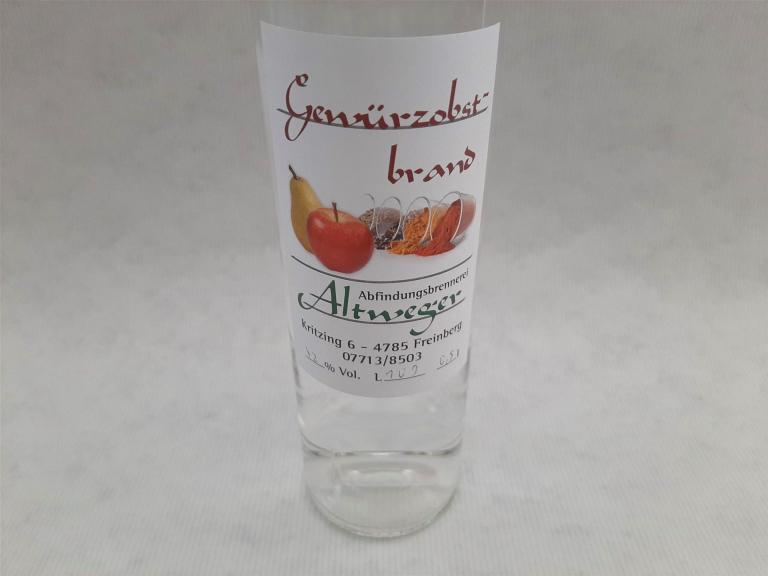 Gewürzobst-
brand
Abfindungsbrennerei
Altweger
Kritzing 6 - 4785 Freinberg
07713/8503
% Vol. L